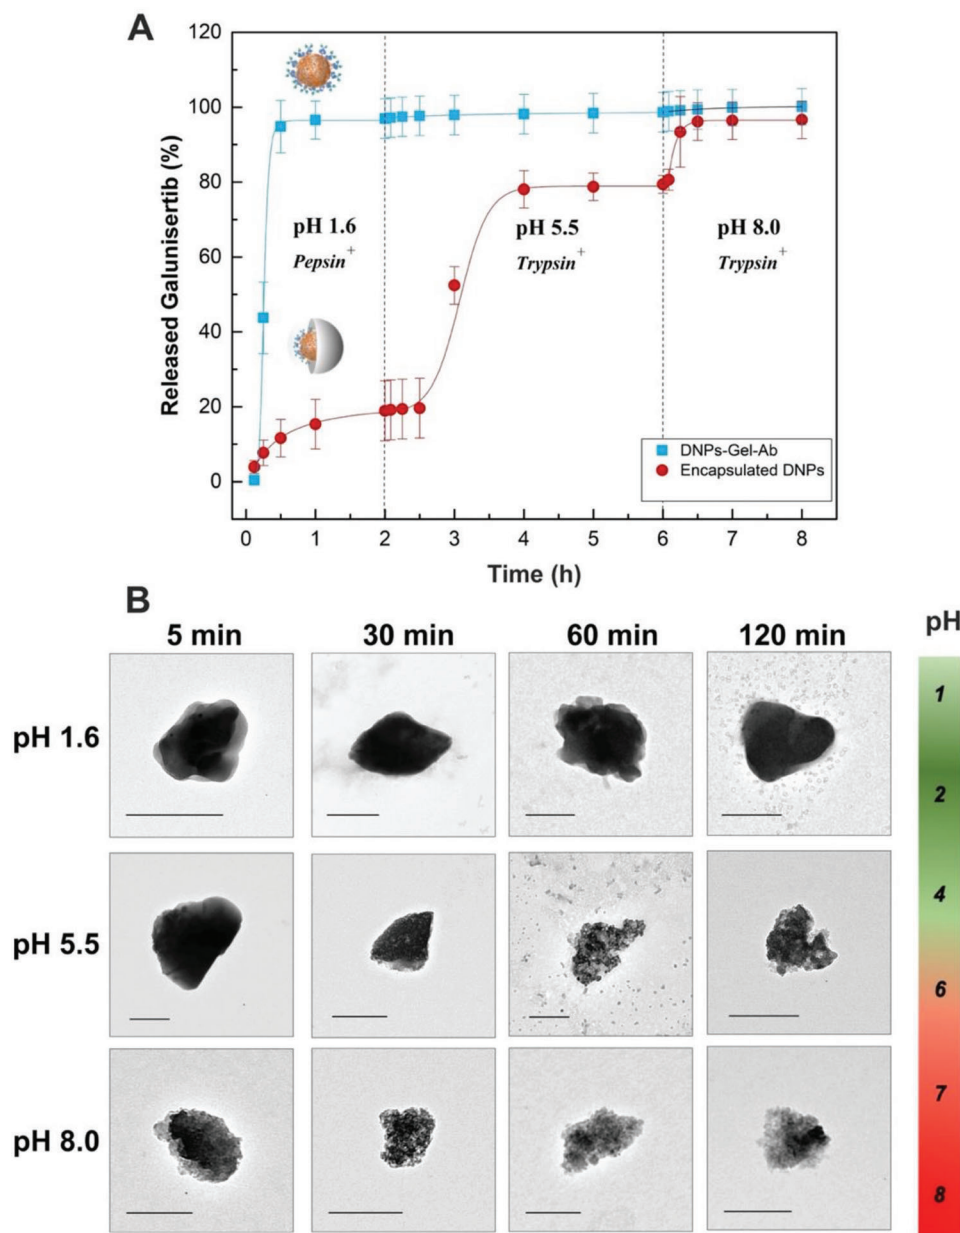 A
120
100
80
60
40
20
0
Released Galunisertib (%)
pH 1.6
Pepsin+
pH 5.5
Trypsin+
pH 8.0
Trypsin+
DNPs-Gel-Ab
Encapsulated DNPs
0 1 2 3 4 5 6 7 8
Time (h)
B
5 min 30 min 60 min 120 min pH
pH 1.6
pH 5.5
pH 8.0
1
2
4
6
7
8